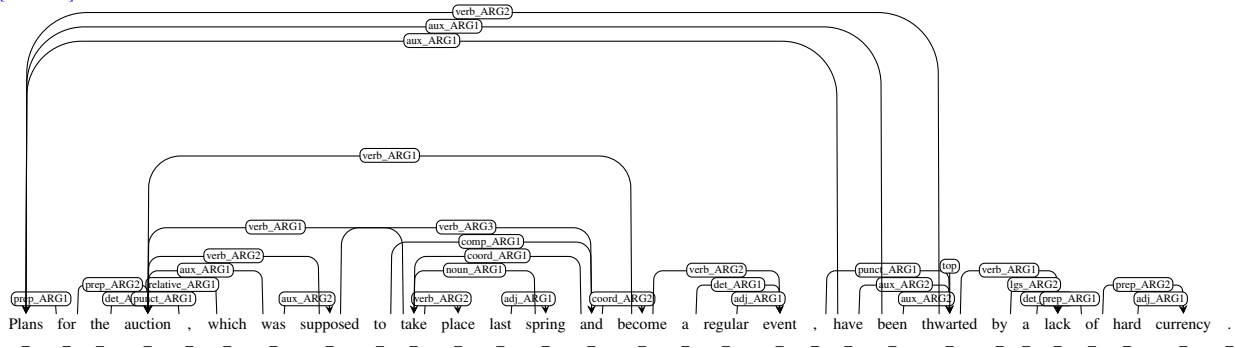 verb_ARG2
aux_ARG1
aux_ARG1
verb_ARG1
verb_ARG1 verb_ARG3
comp_ARG1
verb_ARG2 coord_ARG1 top
aux_ARG1 noun_ARG1 verb_ARG2 punct_ARG1 verb_ARG1
prep_ARG2 relative_ARG1 det_ARG1 aux_ARG2 lgs_ARG2 prep_ARG2
prep_ARG1 det_A punct_ARG1 aux_ARG2 verb_ARG2 adj_ARG1 coord_ARG2 adj_ARG1 aux_ARG2 det prep_ARG1 adj_ARG1
Plans for the auction , which was supposed to take place last spring and become a regular event , have been thwarted by a lack of hard currency .